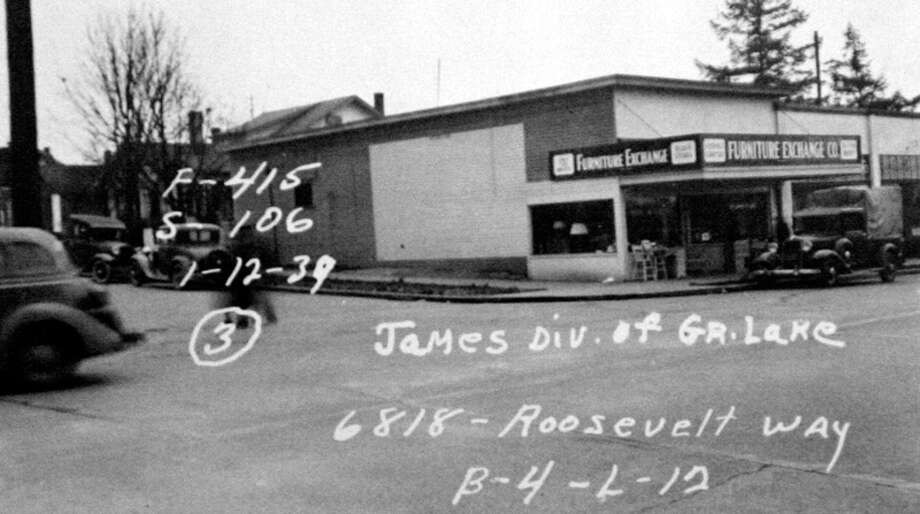 FURNITURE EXCHANGE
FURNITURE EXCHANGE CO.
F-415
S- 106
1-12-39
3
James Div. of Gr. Lake
6818-Roosevelt Way
B-4-L-12